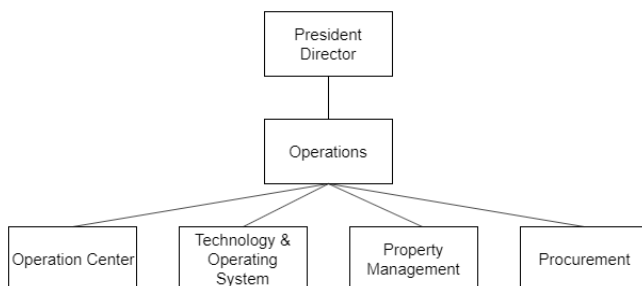 President
Director
Operations
Operation Center
Technology &
Operating
System
Property
Management
Procurement